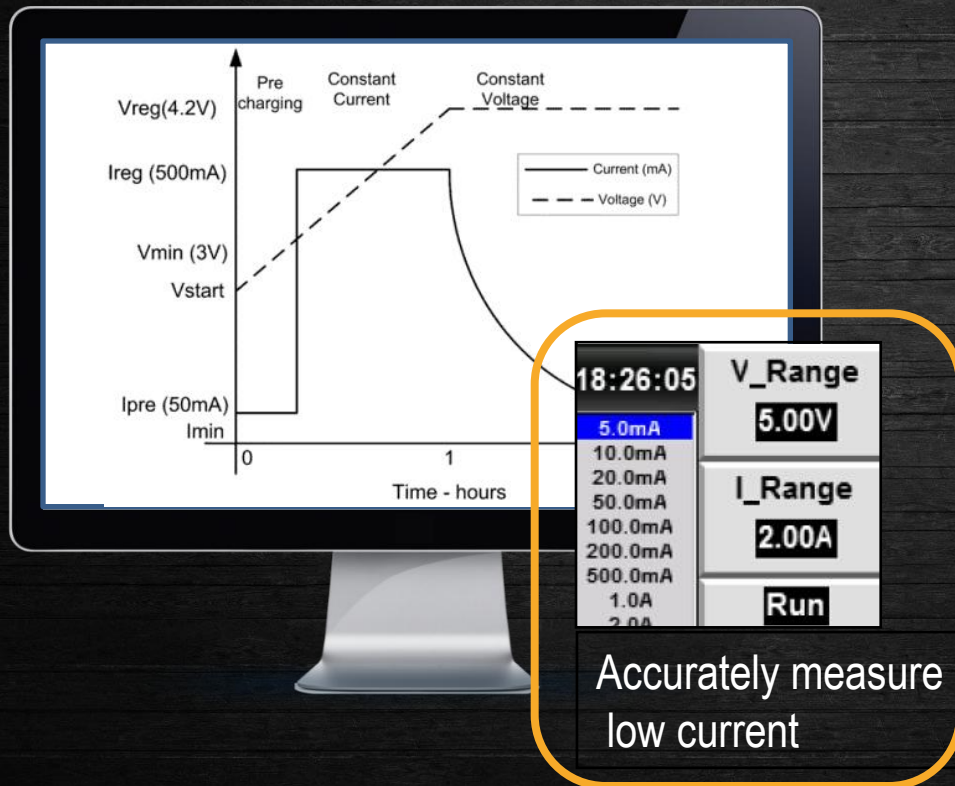 Pre
charging
Constant
Current
Constant
Voltage
Vreg(4.2V)
Ireg (500mA)
Current (mA)
Voltage (V)
Vmin (3V)
Vstart
Ipre (50mA)
Imin
0
1
Time - hours
18:26:05
5.0mA
10.0mA
20.0mA
50.0mA
100.0mA
200.0mA
500.0mA
1.0A
2.0A
V_Range
5.00V
I_Range
2.00A
Run
Accurately measure
low current